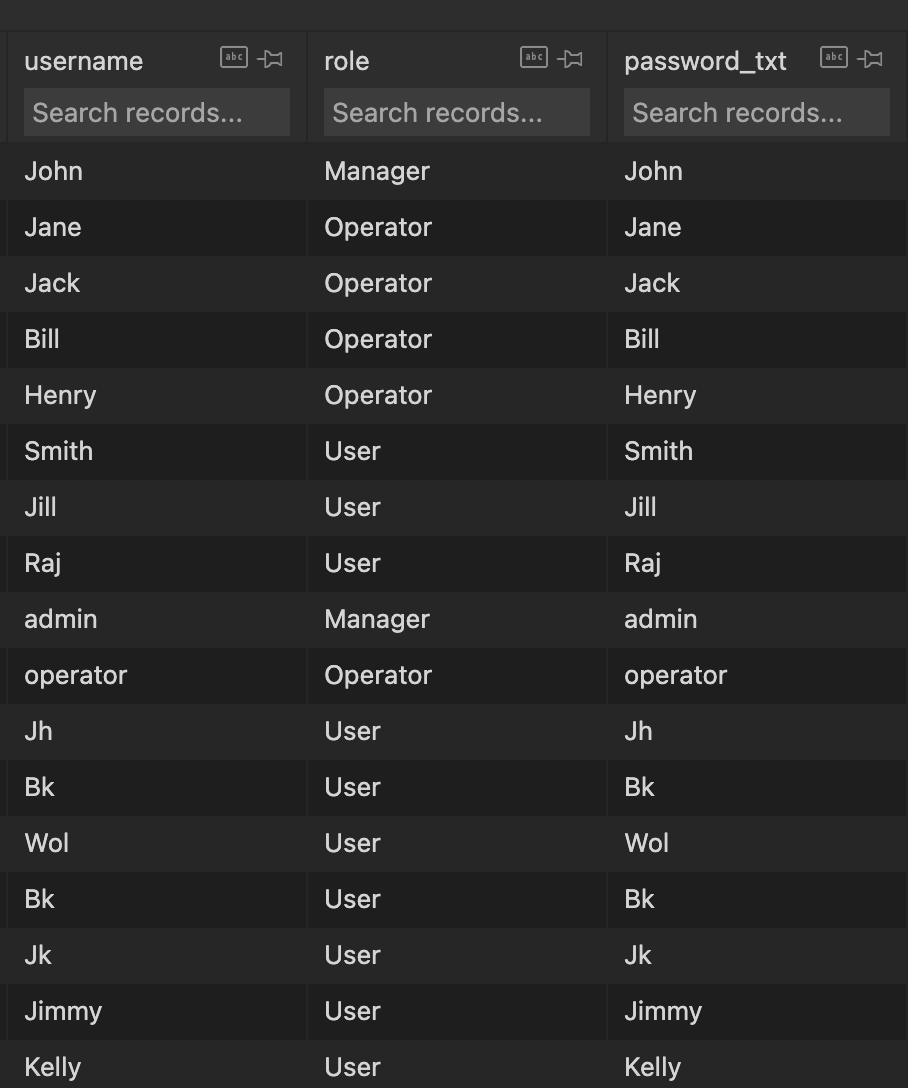 username abc role abc password_txt abc
Search records... Search records... Search records...
John Manager John
Jane Operator Jane
Jack Operator Jack
Bill Operator Bill
Henry Operator Henry
Smith User Smith
Jill User Jill
Raj User Raj
admin Manager admin
operator Operator operator
Jh User Jh
Bk User Bk
Wol User Wol
Bk User Bk
Jk User Jk
Jimmy User Jimmy
Kelly User Kelly